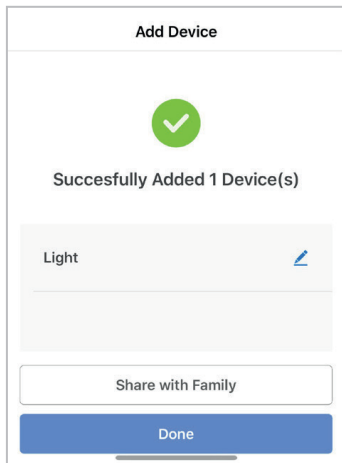 Add Device
Succesfully Added 1 Device(s)
Light
Share with Family
Done